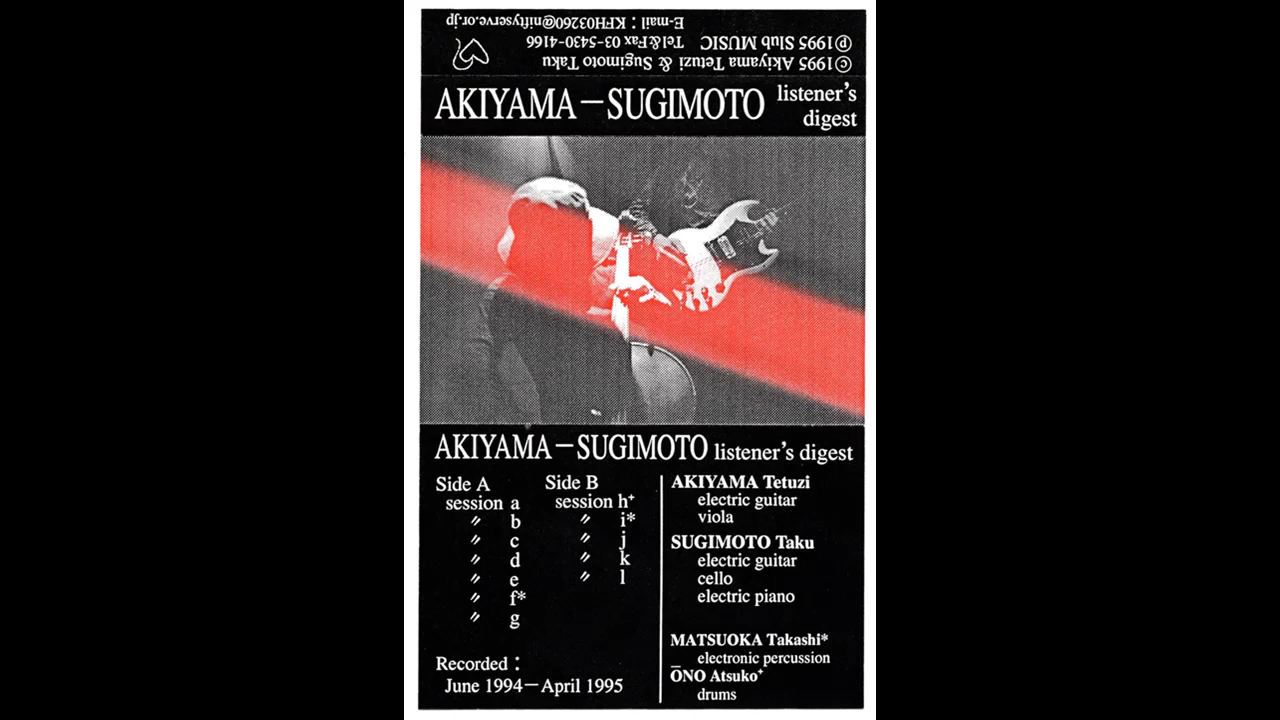 ©1995 Akiyama Tetuzi & Sugimoto Taku
℗1995 Slub MUSIC Tel&Fax 03-5430-4166
E-mail : KFH03260@niftyserve.or.jp
AKIYAMA—SUGIMOTO listener's
digest
AKIYAMA—SUGIMOTO listener's digest
Side A
session a
〃 b
〃 c
〃 d
〃 e
〃 f*
〃 g
Side B
session h+
〃 i*
〃 j
〃 k
〃 l
Recorded :
June 1994—April 1995
AKIYAMA Tetuzi
electric guitar
viola
SUGIMOTO Taku
electric guitar
cello
electric piano
MATSUOKA Takashi*
electronic percussion
ŌNO Atsuko+
drums